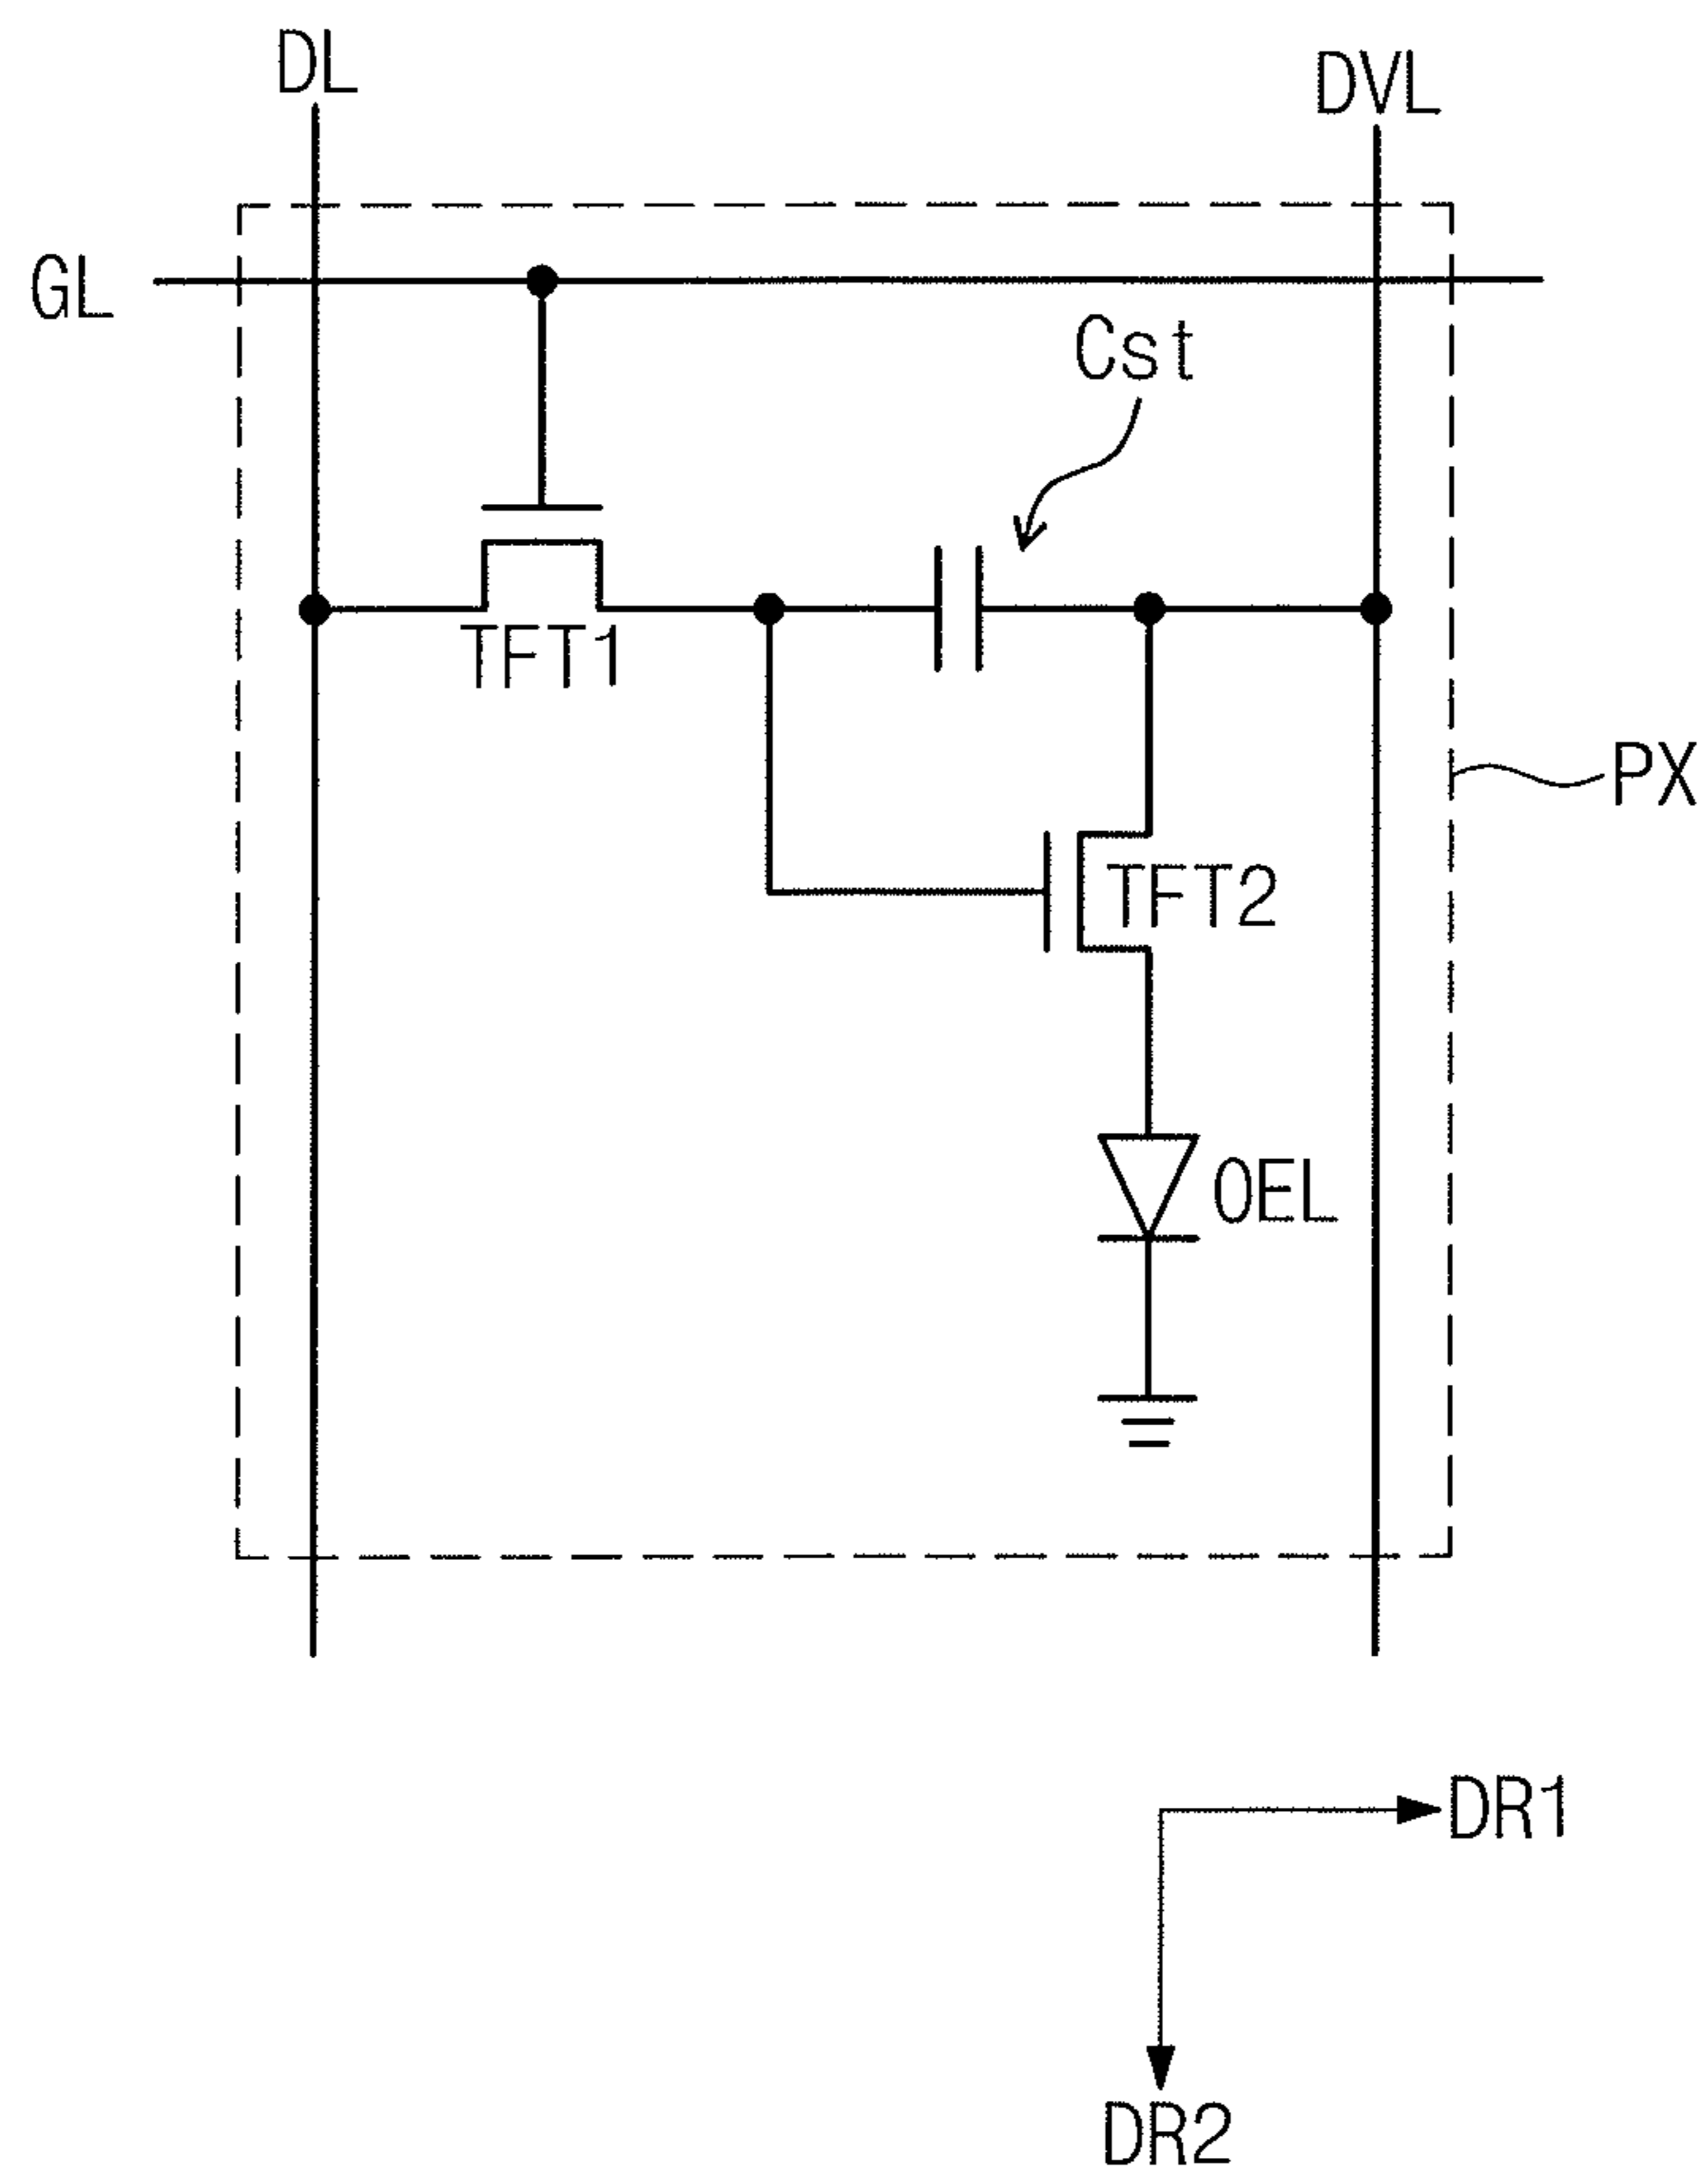 DL
DVL
GL
Cst
TFT1
PX
TFT2
OEL
DR1
DR2